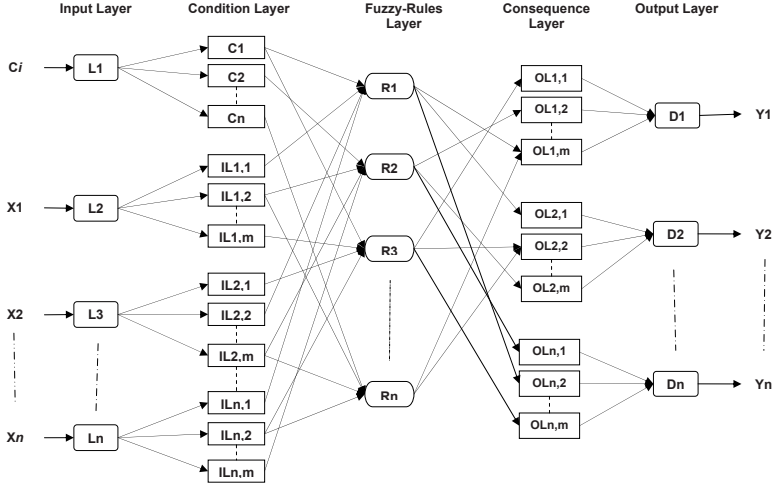 Input Layer
Condition Layer
Fuzzy-Rules
Layer
Consequence
Layer
Output Layer
Ci
L1
C1
C2
Cn
X1
L2
IL1,1
IL1,2
IL1,m
X2
L3
IL2,1
IL2,2
IL2,m
Xn
Ln
ILn,1
ILn,2
ILn,m
R1
R2
R3
Rn
OL1,1
OL1,2
OL1,m
OL2,1
OL2,2
OL2,m
OLn,1
OLn,2
OLn,m
D1
Y1
D2
Y2
Dn
Yn